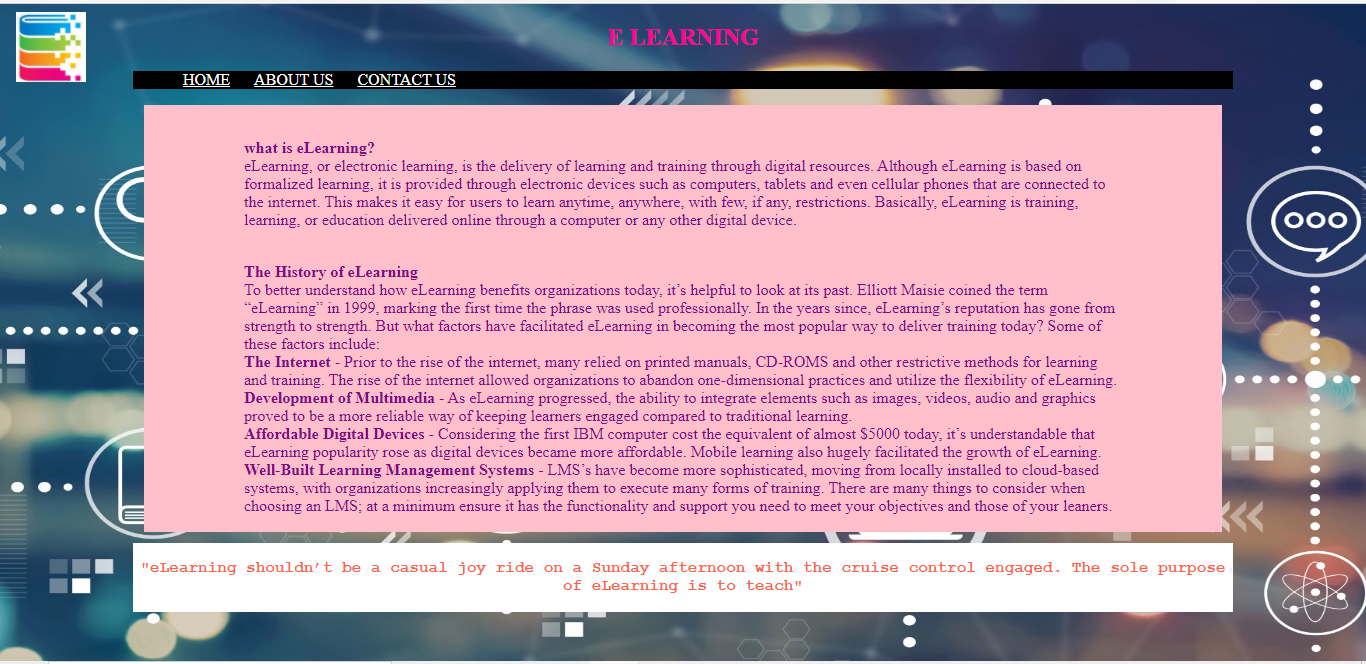 E LEARNING
HOME ABOUT US CONTACT US
what is eLearning?
eLearning, or electronic learning, is the delivery of learning and training through digital resources. Although eLearning is based on
formalized learning, it is provided through electronic devices such as computers, tablets and even cellular phones that are connected to
the internet. This makes it easy for users to learn anytime, anywhere, with few, if any, restrictions. Basically, eLearning is training,
learning, or education delivered online through a computer or any other digital device.
The History of eLearning
To better understand how eLearning benefits organizations today, it’s helpful to look at its past. Elliott Maisie coined the term
“eLearning” in 1999, marking the first time the phrase was used professionally. In the years since, eLearning’s reputation has gone from
strength to strength. But what factors have facilitated eLearning in becoming the most popular way to deliver training today? Some of
these factors include:
The Internet - Prior to the rise of the internet, many relied on printed manuals, CD-ROMS and other restrictive methods for learning
and training. The rise of the internet allowed organizations to abandon one-dimensional practices and utilize the flexibility of eLearning.
Development of Multimedia - As eLearning progressed, the ability to integrate elements such as images, videos, audio and graphics
proved to be a more reliable way of keeping learners engaged compared to traditional learning.
Affordable Digital Devices - Considering the first IBM computer cost the equivalent of almost $5000 today, it’s understandable that
eLearning popularity rose as digital devices became more affordable. Mobile learning also hugely facilitated the growth of eLearning.
Well-Built Learning Management Systems - LMS’s have become more sophisticated, moving from locally installed to cloud-based
systems, with organizations increasingly applying them to execute many forms of training. There are many things to consider when
choosing an LMS; at a minimum ensure it has the functionality and support you need to meet your objectives and those of your leaners.
"eLearning shouldn’t be a casual joy ride on a Sunday afternoon with the cruise control engaged. The sole purpose
of eLearning is to teach"